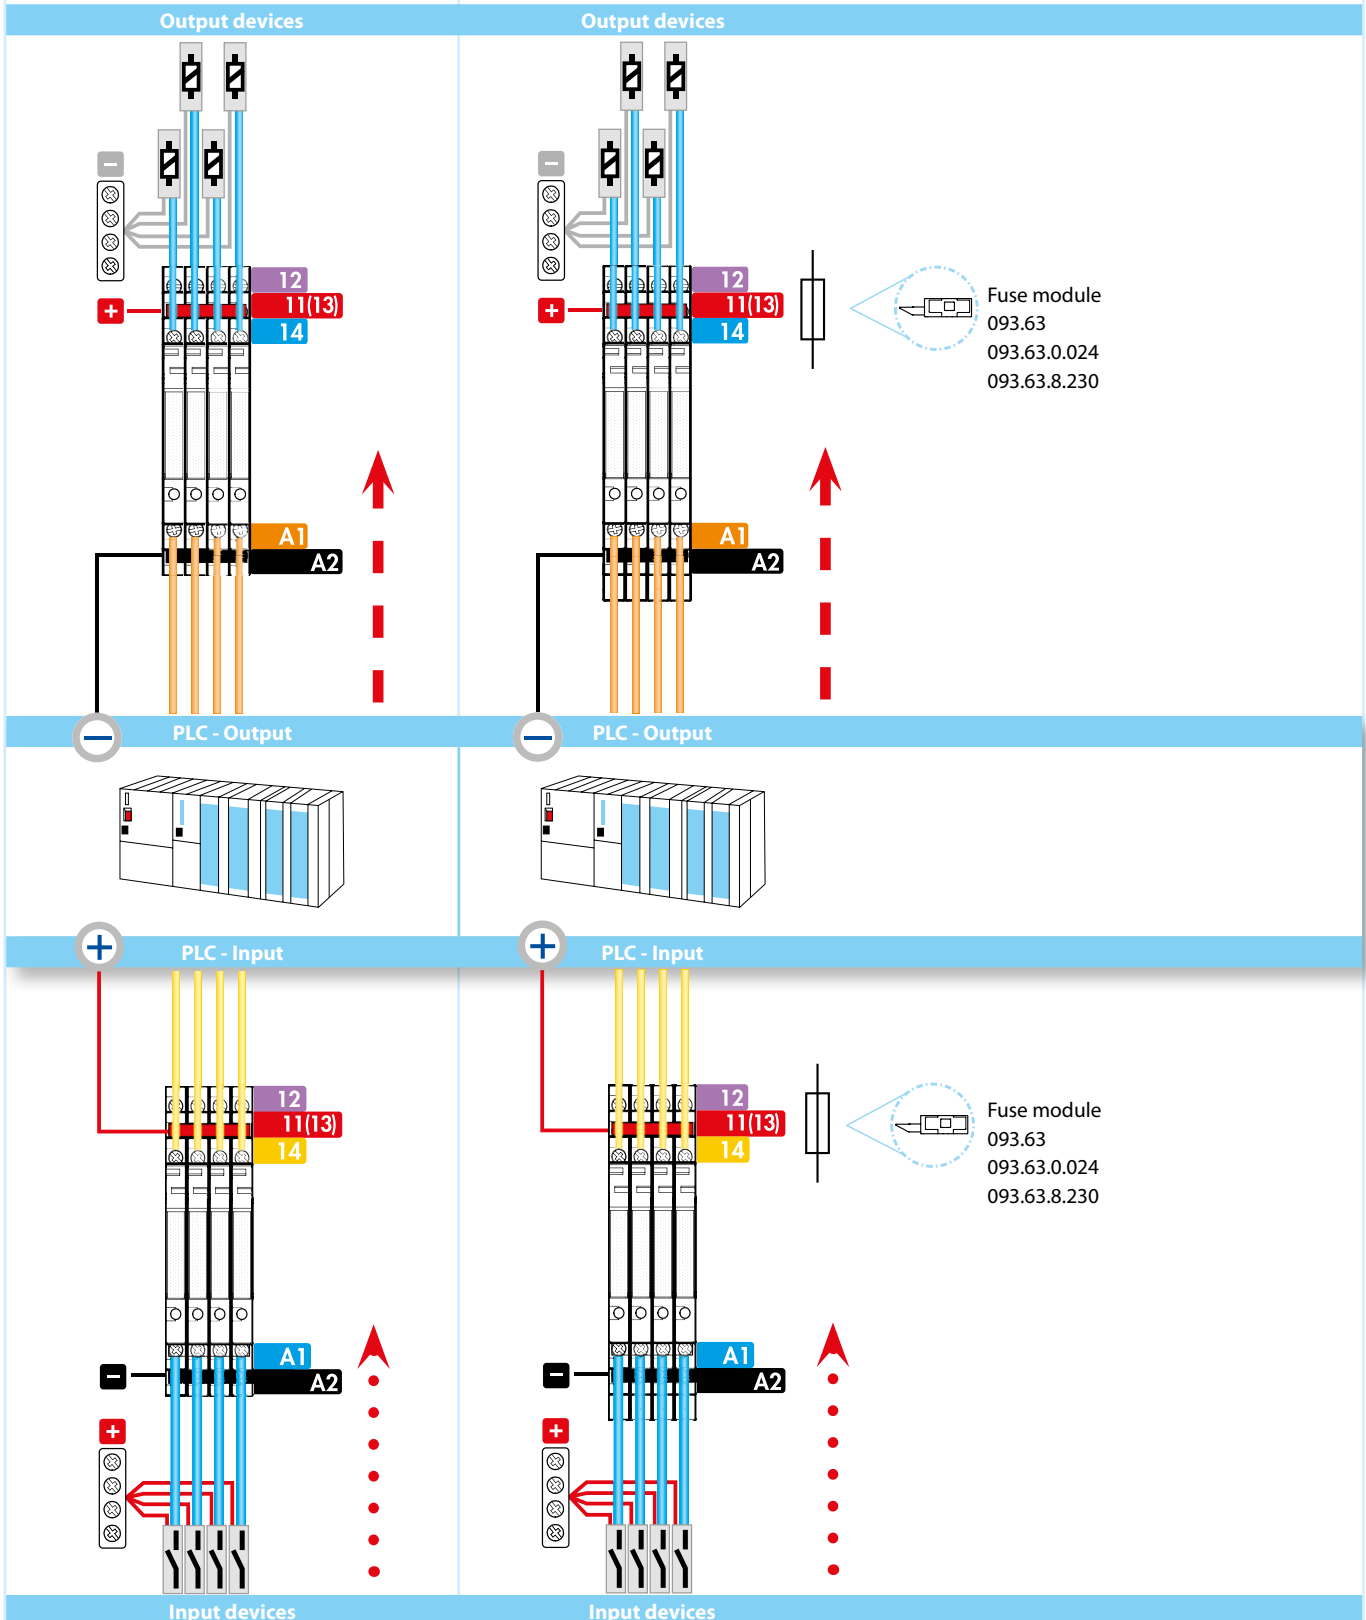 Output devices
Output devices
12
11(13)
14
A1
A2
12
11(13)
14
A1
A2
Fuse module
093.63
093.63.0.024
093.63.8.230
PLC - Output
PLC - Output
PLC - Input
PLC - Input
12
11(13)
14
A1
A2
12
11(13)
14
A1
A2
Fuse module
093.63
093.63.0.024
093.63.8.230
Input devices
Input devices